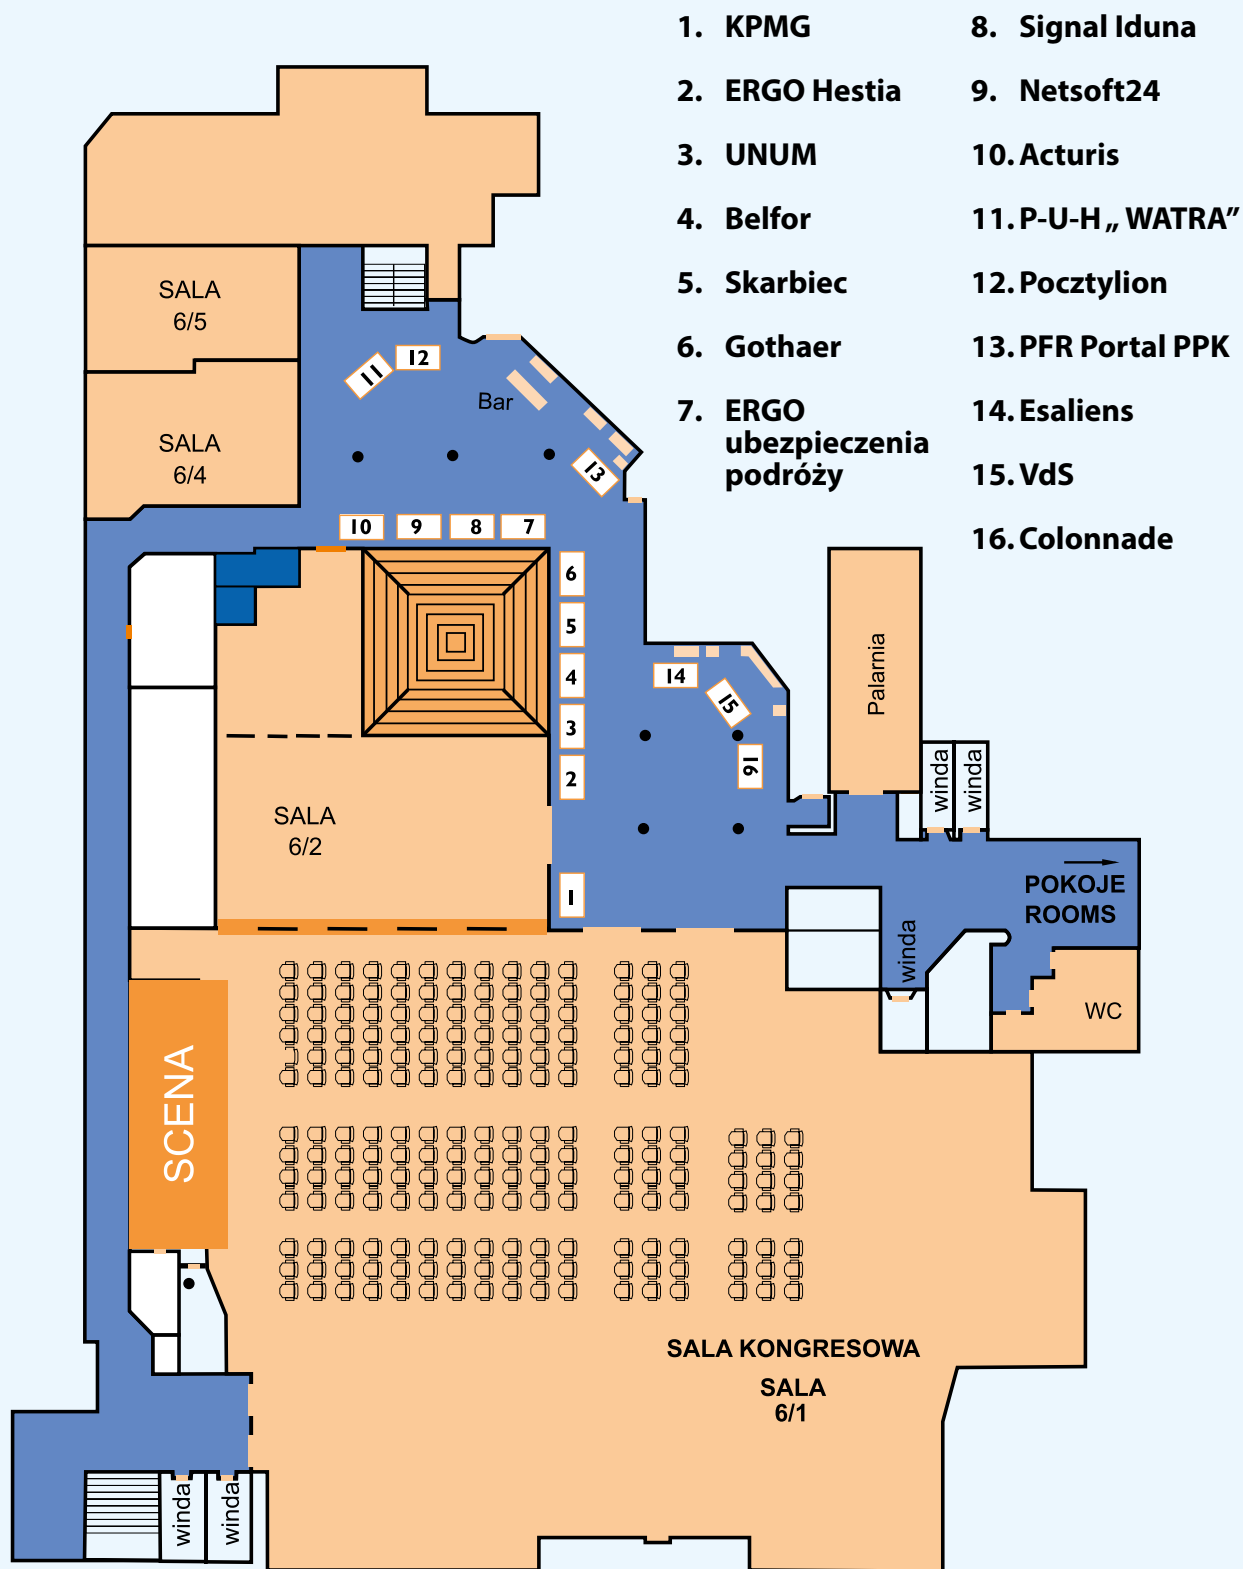 1. KPMG
2. ERGO Hestia
3. UNUM
4. Belfor
5. Skarbiec
6. Gothaer
7. ERGO
ubezpieczenia
podróży
8. Signal Iduna
9. Netsoft24
10. Acturis
11. P-U-H „ WATRA”
12. Pocztylion
13. PFR Portal PPK
14. Esaliens
15. VdS
16. Colonnade
SALA
6/5
11
12
Bar
SALA
6/4
13
10
9
8
7
6
5
4
3
2
1
14
15
16
Palarnia
winda
winda
SALA
6/2
POKOJE
ROOMS
winda
WC
SCENA
SALA KONGRESOWA
SALA
6/1
winda
winda